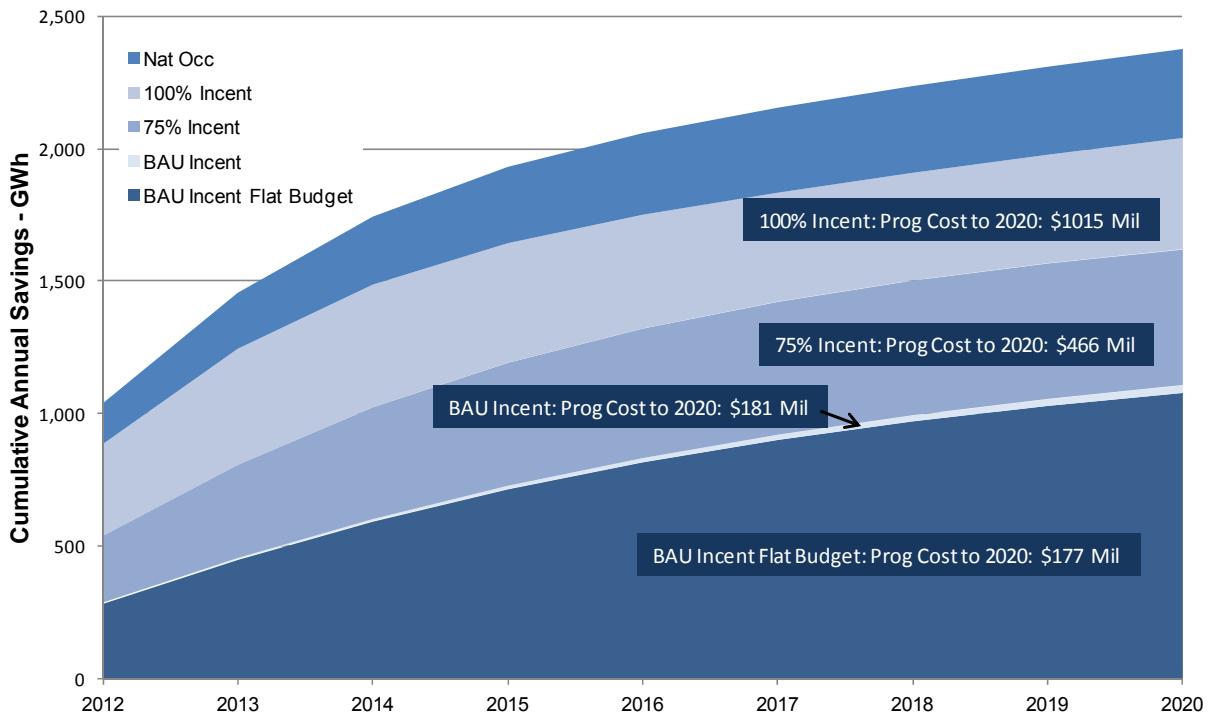 2,500
2,000
1,500
1,000
500
0
Cumulative Annual Savings - GWh
Nat Occ
100% Incent
75% Incent
BAU Incent
BAU Incent Flat Budget
100% Incent: Prog Cost to 2020: $1015 Mil
75% Incent: Prog Cost to 2020: $466 Mil
BAU Incent: Prog Cost to 2020: $181 Mil
BAU Incent Flat Budget: Prog Cost to 2020: $177 Mil
2012 2013 2014 2015 2016 2017 2018 2019 2020